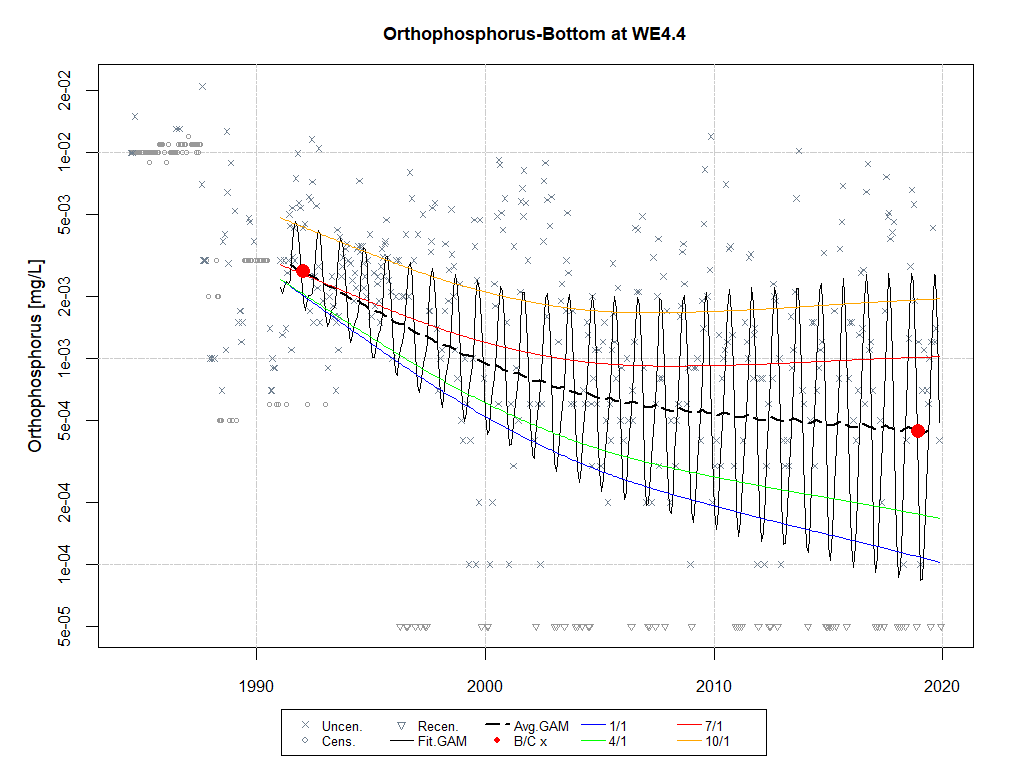 Orthophosphorus-Bottom at WE4.4
Orthophosphorus [mg/L]
2e-02
1e-02
5e-03
2e-03
1e-03
5e-04
2e-04
1e-04
5e-05
1990 2000 2010 2020
Uncen. Recen. Avg.GAM 1/1 7/1
Cens. Fit.GAM B/C x 4/1 10/1